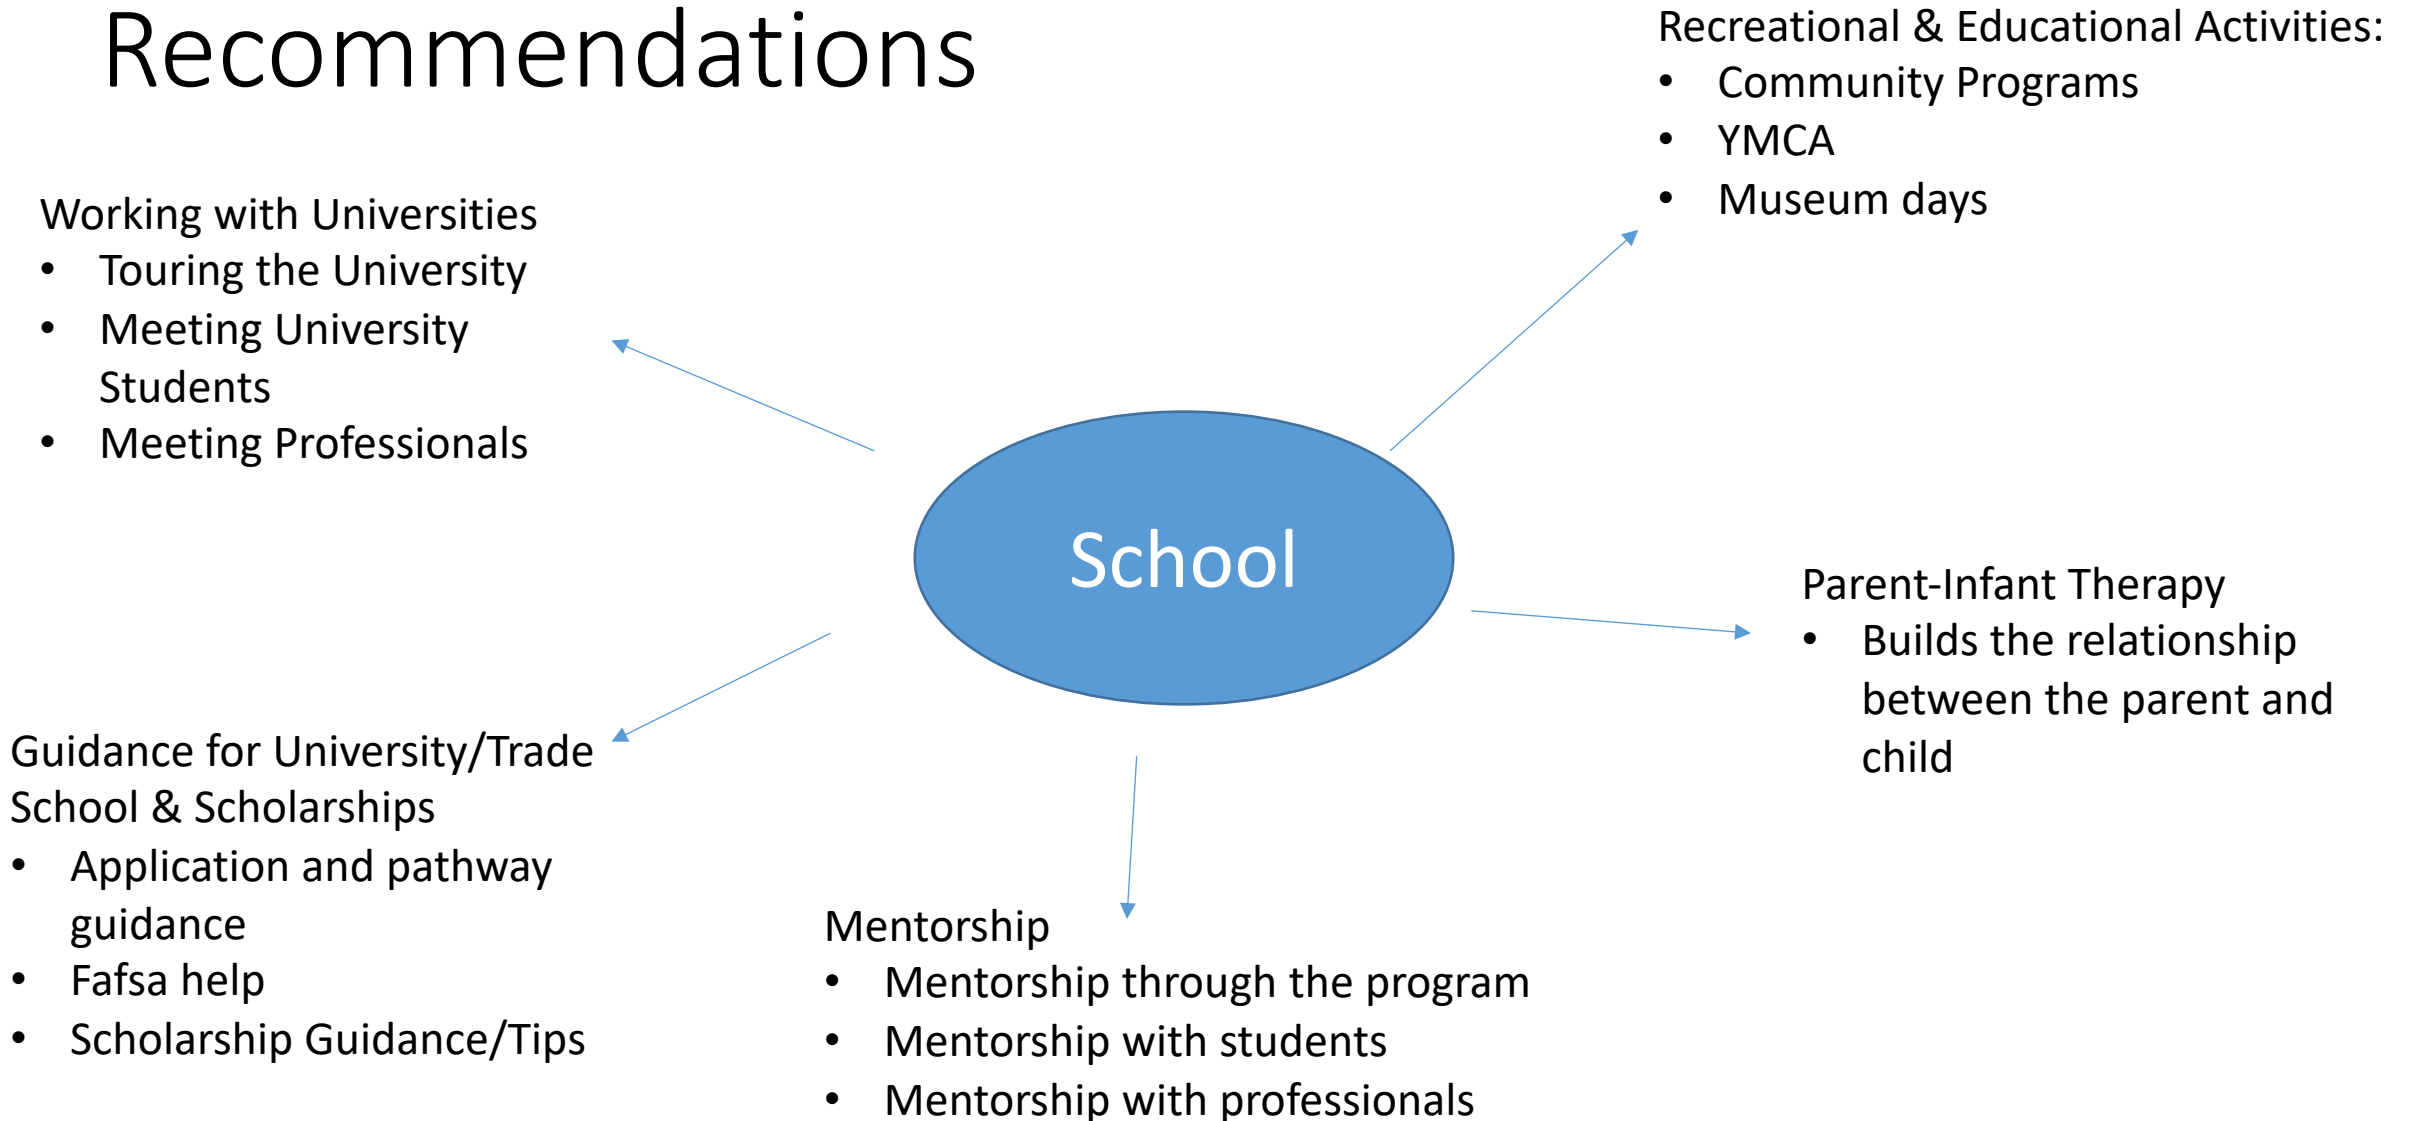 Recommendations
Recreational & Educational Activities:
• Community Programs
• YMCA
• Museum days
Working with Universities
• Touring the University
• Meeting University
Students
• Meeting Professionals
School
Parent-Infant Therapy
• Builds the relationship
between the parent and
child
Guidance for University/Trade
School & Scholarships
• Application and pathway
guidance
• Fafsa help
• Scholarship Guidance/Tips
Mentorship
• Mentorship through the program
• Mentorship with students
• Mentorship with professionals